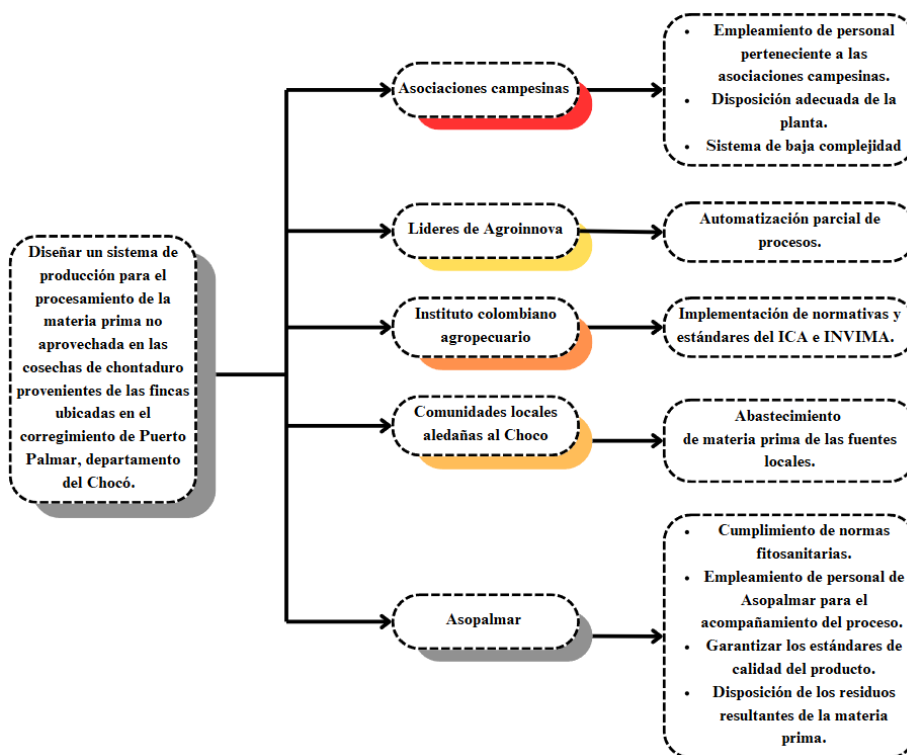 Diseñar un sistema de
producción para el
procesamiento de la
materia prima no
aprovechada en las
cosechas de chontaduro
provenientes de las fincas
ubicadas en el
corregimiento de Puerto
Palmar, departamento
del Chocó.
Asociaciones campesinas
• Empleamiento de personal
perteneciente a las
asociaciones campesinas.
• Disposición adecuada de la
planta.
• Sistema de baja complejidad
Lideres de Agroinnova
Automatización parcial de
procesos.
Instituto colombiano
agropecuario
Implementación de normativas y
estándares del ICA e INVIMA.
Comunidades locales
aledañas al Choco
Abastecimiento
de materia prima de las fuentes
locales.
Asopalmar
• Cumplimiento de normas
fitosanitarias.
• Empleamiento de personal de
Asopalmar para el
acompañamiento del proceso.
• Garantizar los estándares de
calidad del producto.
• Disposición de los residuos
resultantes de la materia
prima.